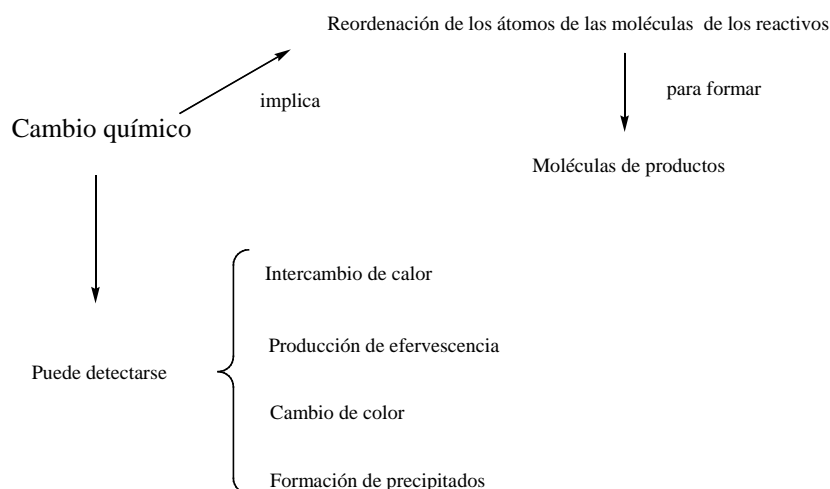 Reordenación de los átomos de las moléculas de los reactivos
implica
para formar
Cambio químico
Moléculas de productos
Intercambio de calor
Producción de efervescencia
Puede detectarse
Cambio de color
Formación de precipitados